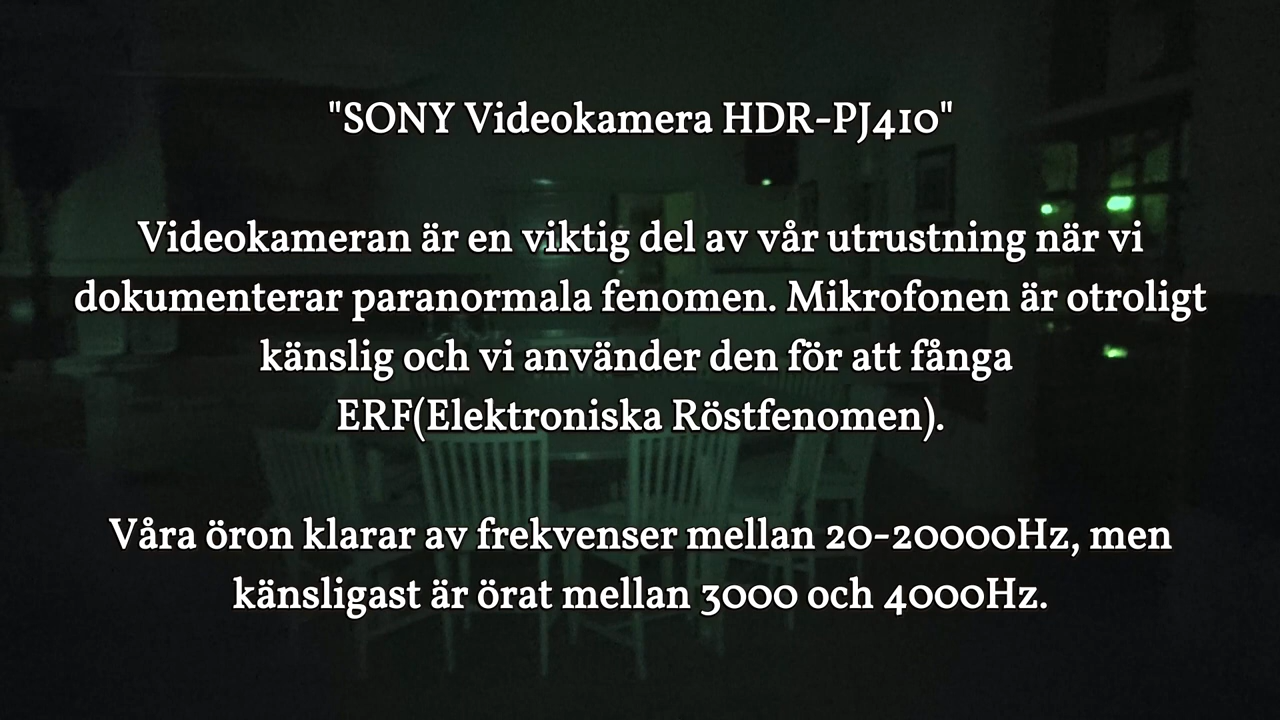 "SONY Videokamera HDR-PJ410"
Videokameran är en viktig del av vår utrustning när vi
dokumenterar paranormala fenomen. Mikrofonen är otroligt
känslig och vi använder den för att fånga
ERF(Elektroniska Röstfenomen).
Våra öron klarar av frekvenser mellan 20-20000Hz, men
känsligast är örat mellan 3000 och 4000Hz.